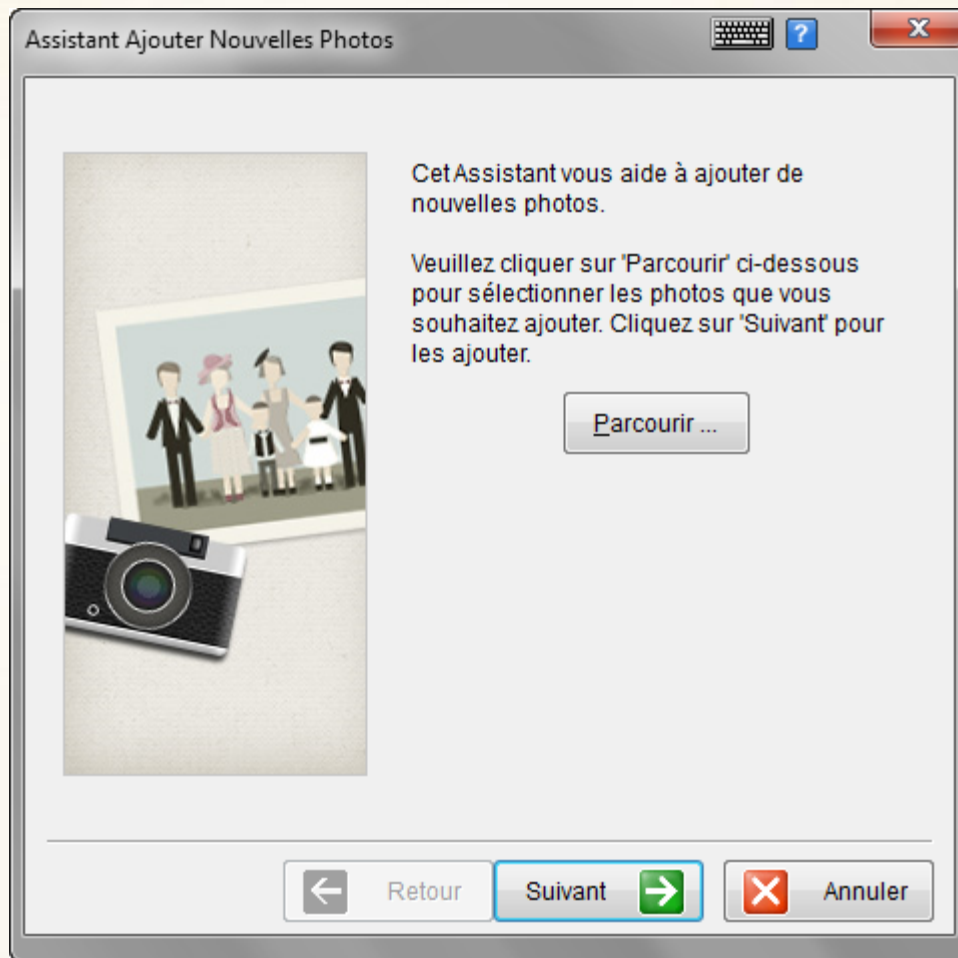 Assistant Ajouter Nouvelles Photos
?
X
Cet Assistant vous aide à ajouter de
nouvelles photos.
Veuillez cliquer sur 'Parcourir' ci-dessous
pour sélectionner les photos que vous
souhaitez ajouter. Cliquez sur 'Suivant' pour
les ajouter.
Parcourir ...
Retour
Suivant
Annuler